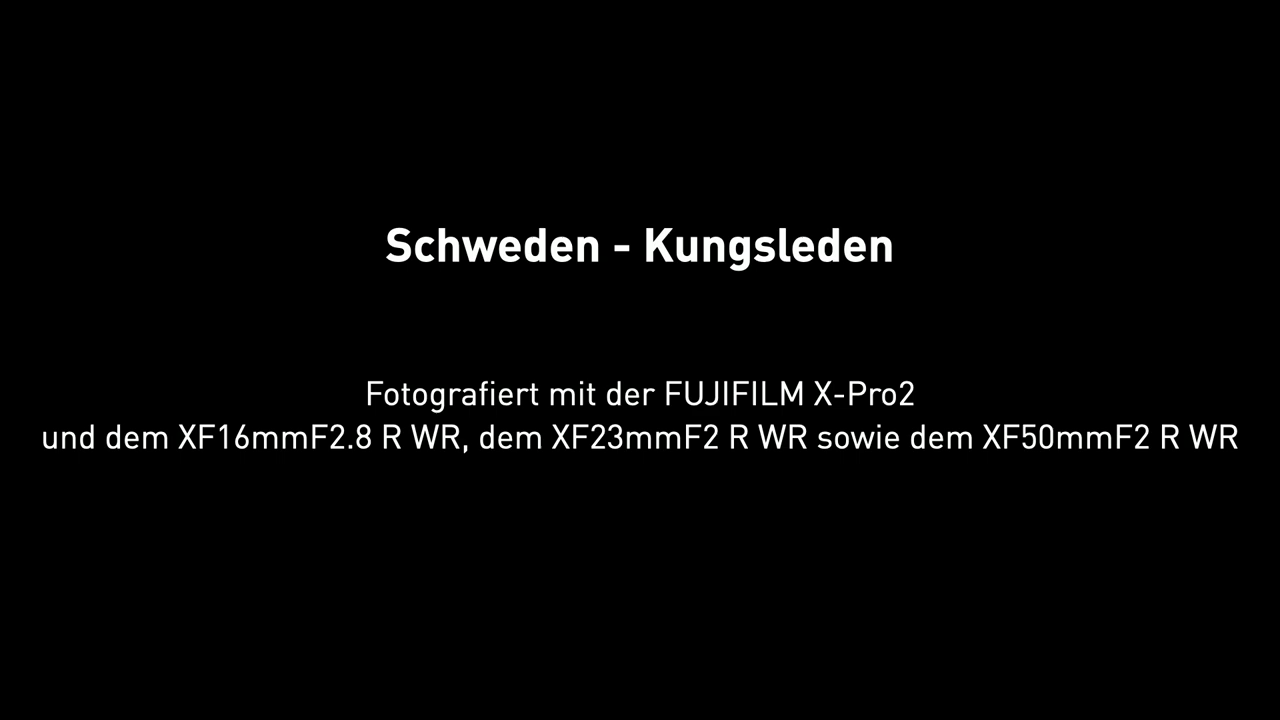 Schweden - Kungsleden
Fotografiert mit der FUJIFILM X-Pro2
und dem XF16mmF2.8 R WR, dem XF23mmF2 R WR sowie dem XF50mmF2 R WR